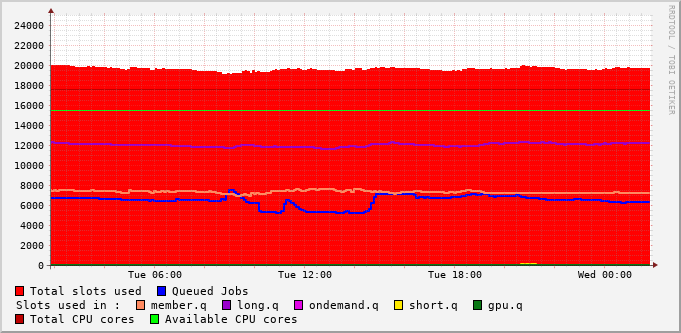 RRDTOOL / TOBI OETIKER
24000
22000
20000
18000
16000
14000
12000
10000
8000
6000
4000
2000
0
Tue 06:00 Tue 12:00 Tue 18:00 Wed 00:00
Total slots used Queued Jobs
Slots used in : member.q long.q ondemand.q short.q gpu.q
Total CPU cores Available CPU cores